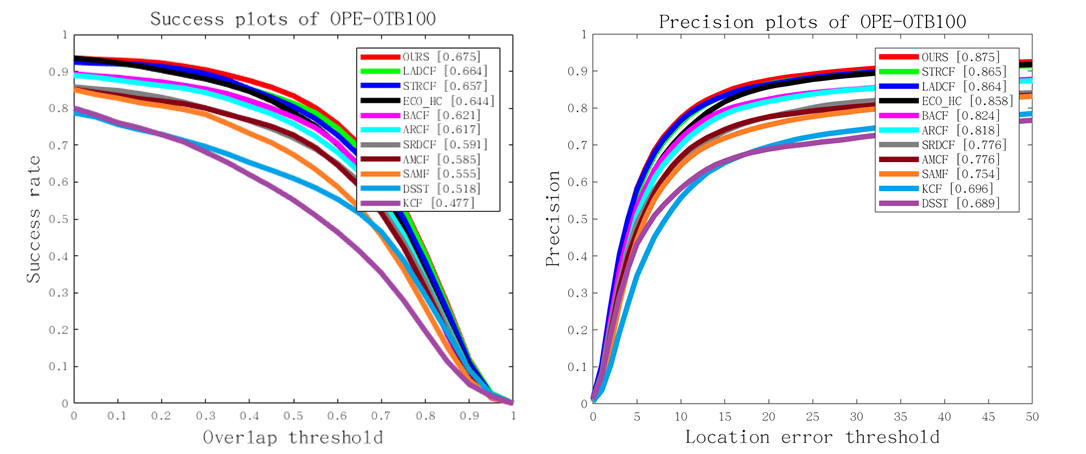 Success plots of OPE-OTB100
1
0.9
0.8
0.7
0.6
0.5
0.4
0.3
0.2
0.1
0
Success rate
OURS [0.675]
LADCF [0.664]
STRCF [0.657]
ECO_HC [0.644]
BACF [0.621]
ARCF [0.617]
SRDCF [0.591]
AMCF [0.585]
SAMF [0.555]
DSST [0.518]
KCF [0.477]
0 0.1 0.2 0.3 0.4 0.5 0.6 0.7 0.8 0.9 1
Overlap threshold
Precision plots of OPE-OTB100
1
0.9
0.8
0.7
0.6
0.5
0.4
0.3
0.2
0.1
0
Precision
OURS [0.875]
STRCF [0.865]
LADCF [0.864]
ECO_HC [0.858]
BACF [0.824]
ARCF [0.818]
SRDCF [0.776]
AMCF [0.776]
SAMF [0.754]
KCF [0.696]
DSST [0.689]
0 5 10 15 20 25 30 35 40 45 50
Location error threshold